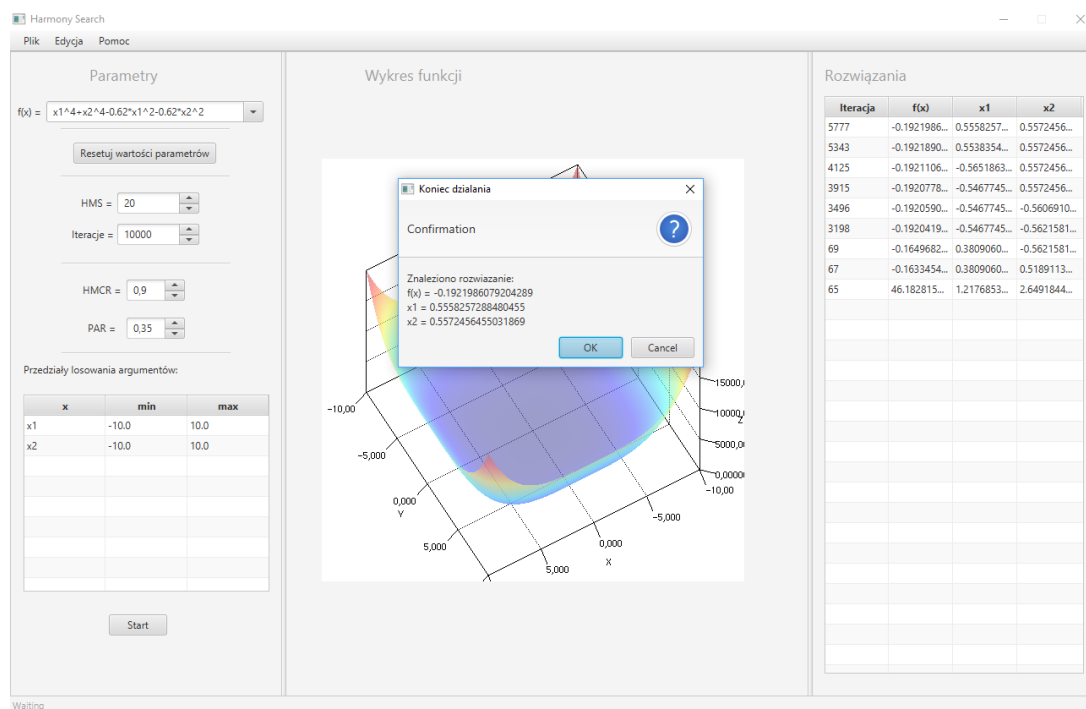 Harmony Search
Plik Edycja Pomoc
Parametry
f(x) = x1^4+x2^4-0.62*x1^2-0.62*x2^2
Resetuj wartości parametrów
HMS = 20
Iteracje = 10000
HMCR = 0,9
PAR = 0,35
Przedziały losowania argumentów:
x min max
x1 -10.0 10.0
x2 -10.0 10.0
Start
Wykres funkcji
Koniec dzialania
Confirmation
?
Znaleziono rozwiazanie:
f(x) = -0.1921986079204289
x1 = 0.5558257288480455
x2 = 0.5572456455031869
OK Cancel
15000,
10000,
Z
5000,0
0,00000
-10,00
-5,000
0,000
X
5,000
-10,00
-5,000
0,000
Y
5,000
Rozwiązania
Iteracja f(x) x1 x2
5777 -0.1921986... 0.5558257... 0.5572456...
5343 -0.1921890... 0.5538354... 0.5572456...
4125 -0.1921106... -0.5651863... 0.5572456...
3915 -0.1920778... -0.5467745... 0.5572456...
3496 -0.1920590... -0.5467745... -0.5606910...
3198 -0.1920419... -0.5467745... -0.5621581...
69 -0.1649682... 0.3809060... -0.5621581...
67 -0.1633454... 0.3809060... 0.5189113...
65 46.182815... 1.2176853... 2.6491844...
Waiting